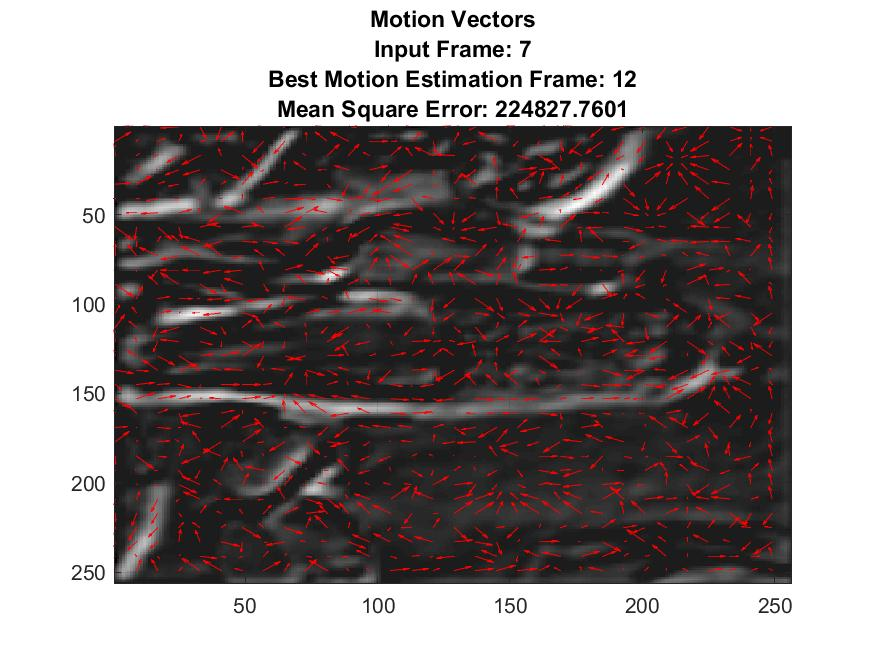 Motion Vectors
Input Frame: 7
Best Motion Estimation Frame: 12
Mean Square Error: 224827.7601
50
100
150
200
250
50
100
150
200
250